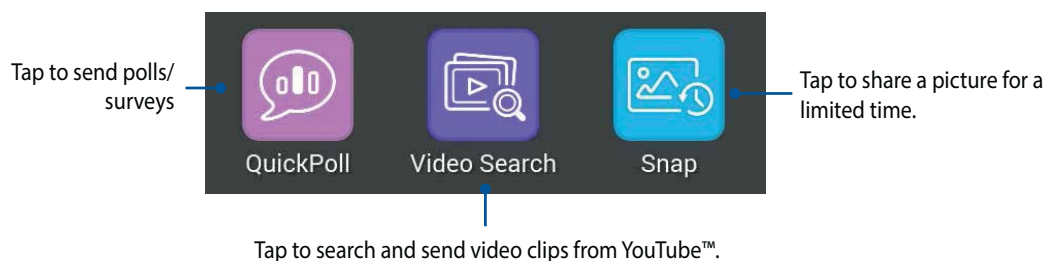 Tap to send polls/
surveys
QuickPoll
Video Search
Snap
Tap to share a picture for a
limited time.
Tap to search and send video clips from YouTube™.